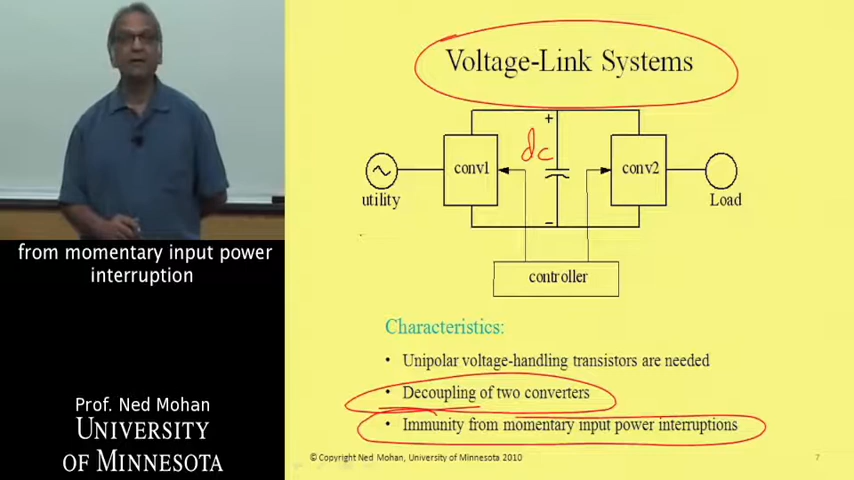 Voltage-Link Systems
+
dc
conv1
conv2
utility
Load
–
controller
from momentary input power
interruption
Characteristics:
• Unipolar voltage-handling transistors are needed
• Decoupling of two converters
• Immunity from momentary input power interruptions
Prof. Ned Mohan
UNIVERSITY
OF MINNESOTA
© Copyright Ned Mohan, University of Minnesota 2010
7